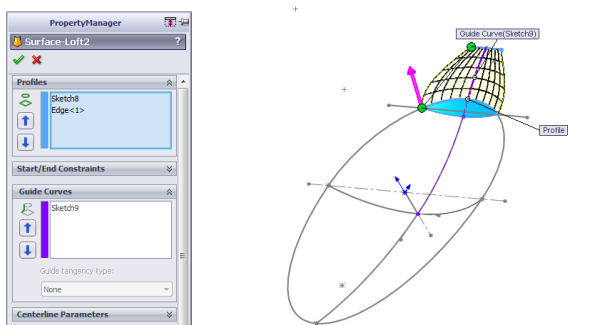 PropertyManager
Surface-Loft2
?
Profiles
Sketch8
Edge<1>
Start/End Constraints
Guide Curves
Sketch9
Guide tangency type:
None
Centerline Parameters
Guide Curve(Sketch9)
Profile